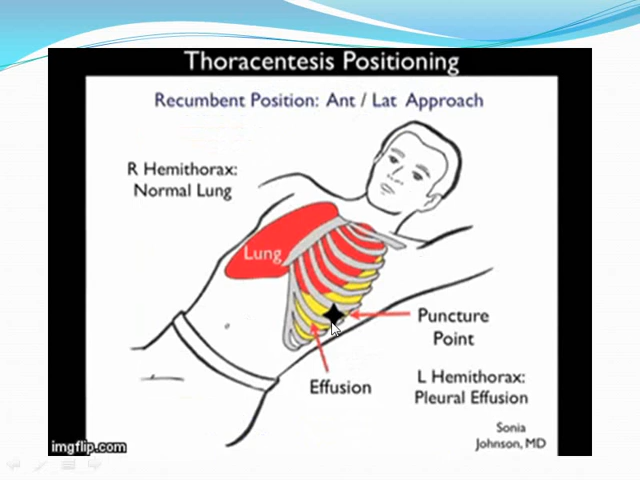 Thoracentesis Positioning
Recumbent Position: Ant / Lat Approach
R Hemithorax:
Normal Lung
Lung
Puncture
Point
Effusion
L Hemithorax:
Pleural Effusion
Sonia
Johnson, MD
imgflip.com